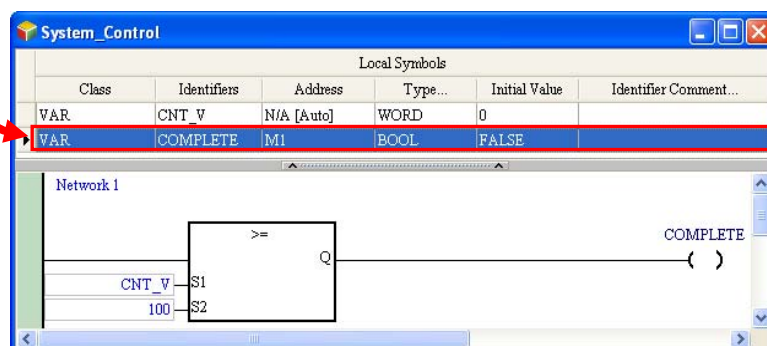 System_Control
Local Symbols
Class Identifiers Address Type... Initial Value Identifier Comment...
VAR CNT_V N/A [Auto] WORD 0
VAR COMPLETE M1 BOOL FALSE
Network 1
>=
COMPLETE
Q
( )
CNT_V S1
100 S2